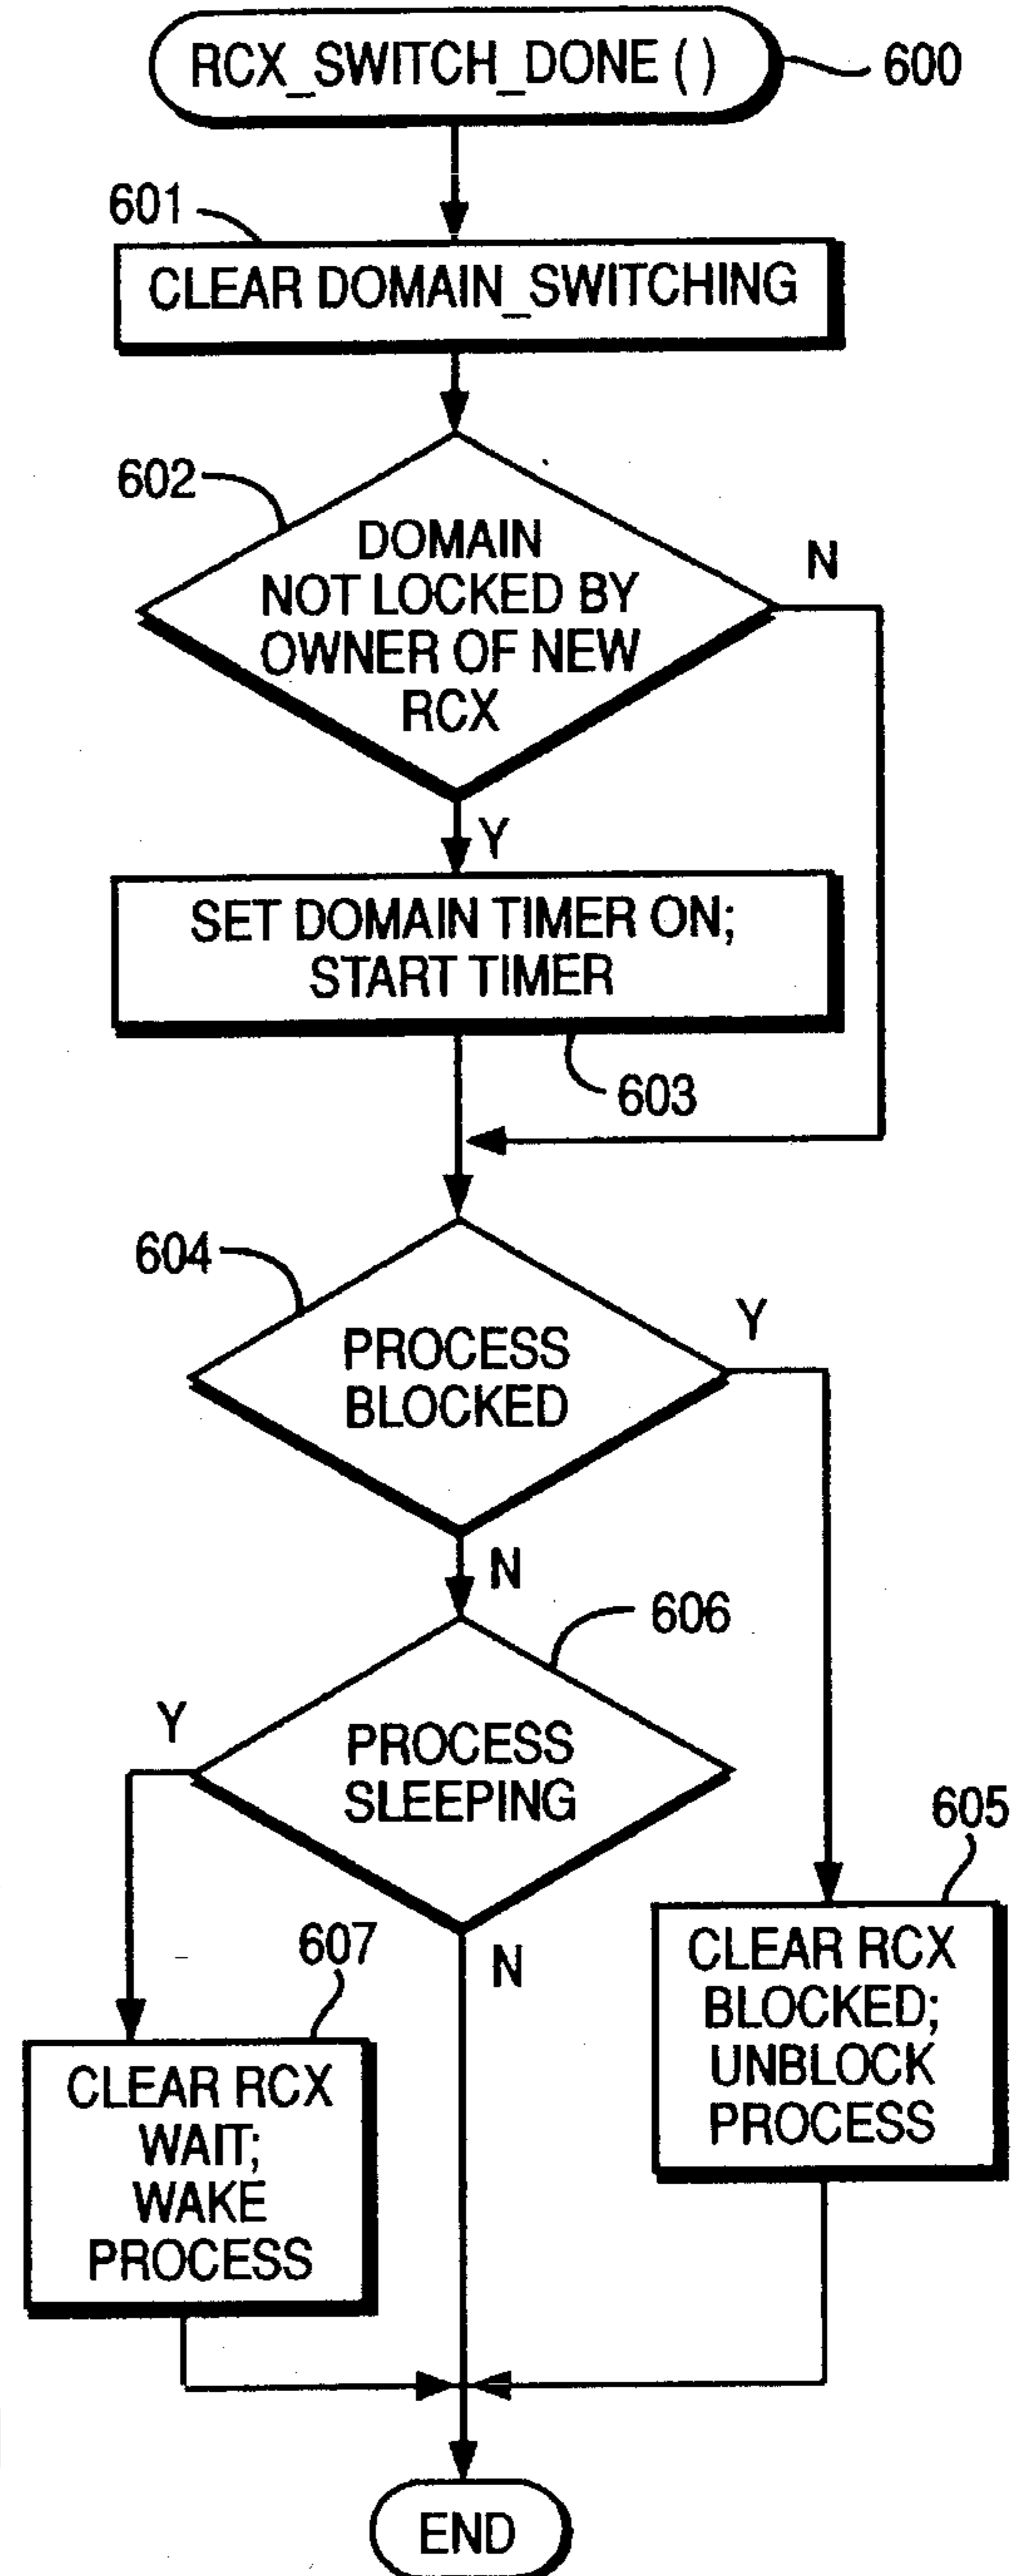 RCX_SWITCH_DONE ( )
600
601
CLEAR DOMAIN_SWITCHING
602
DOMAIN
NOT LOCKED BY
OWNER OF NEW
RCX
N
Y
SET DOMAIN TIMER ON;
START TIMER
603
604
PROCESS
BLOCKED
Y
N
606
PROCESS
SLEEPING
Y
N
605
CLEAR RCX
BLOCKED;
UNBLOCK
PROCESS
607
CLEAR RCX
WAIT;
WAKE
PROCESS
END